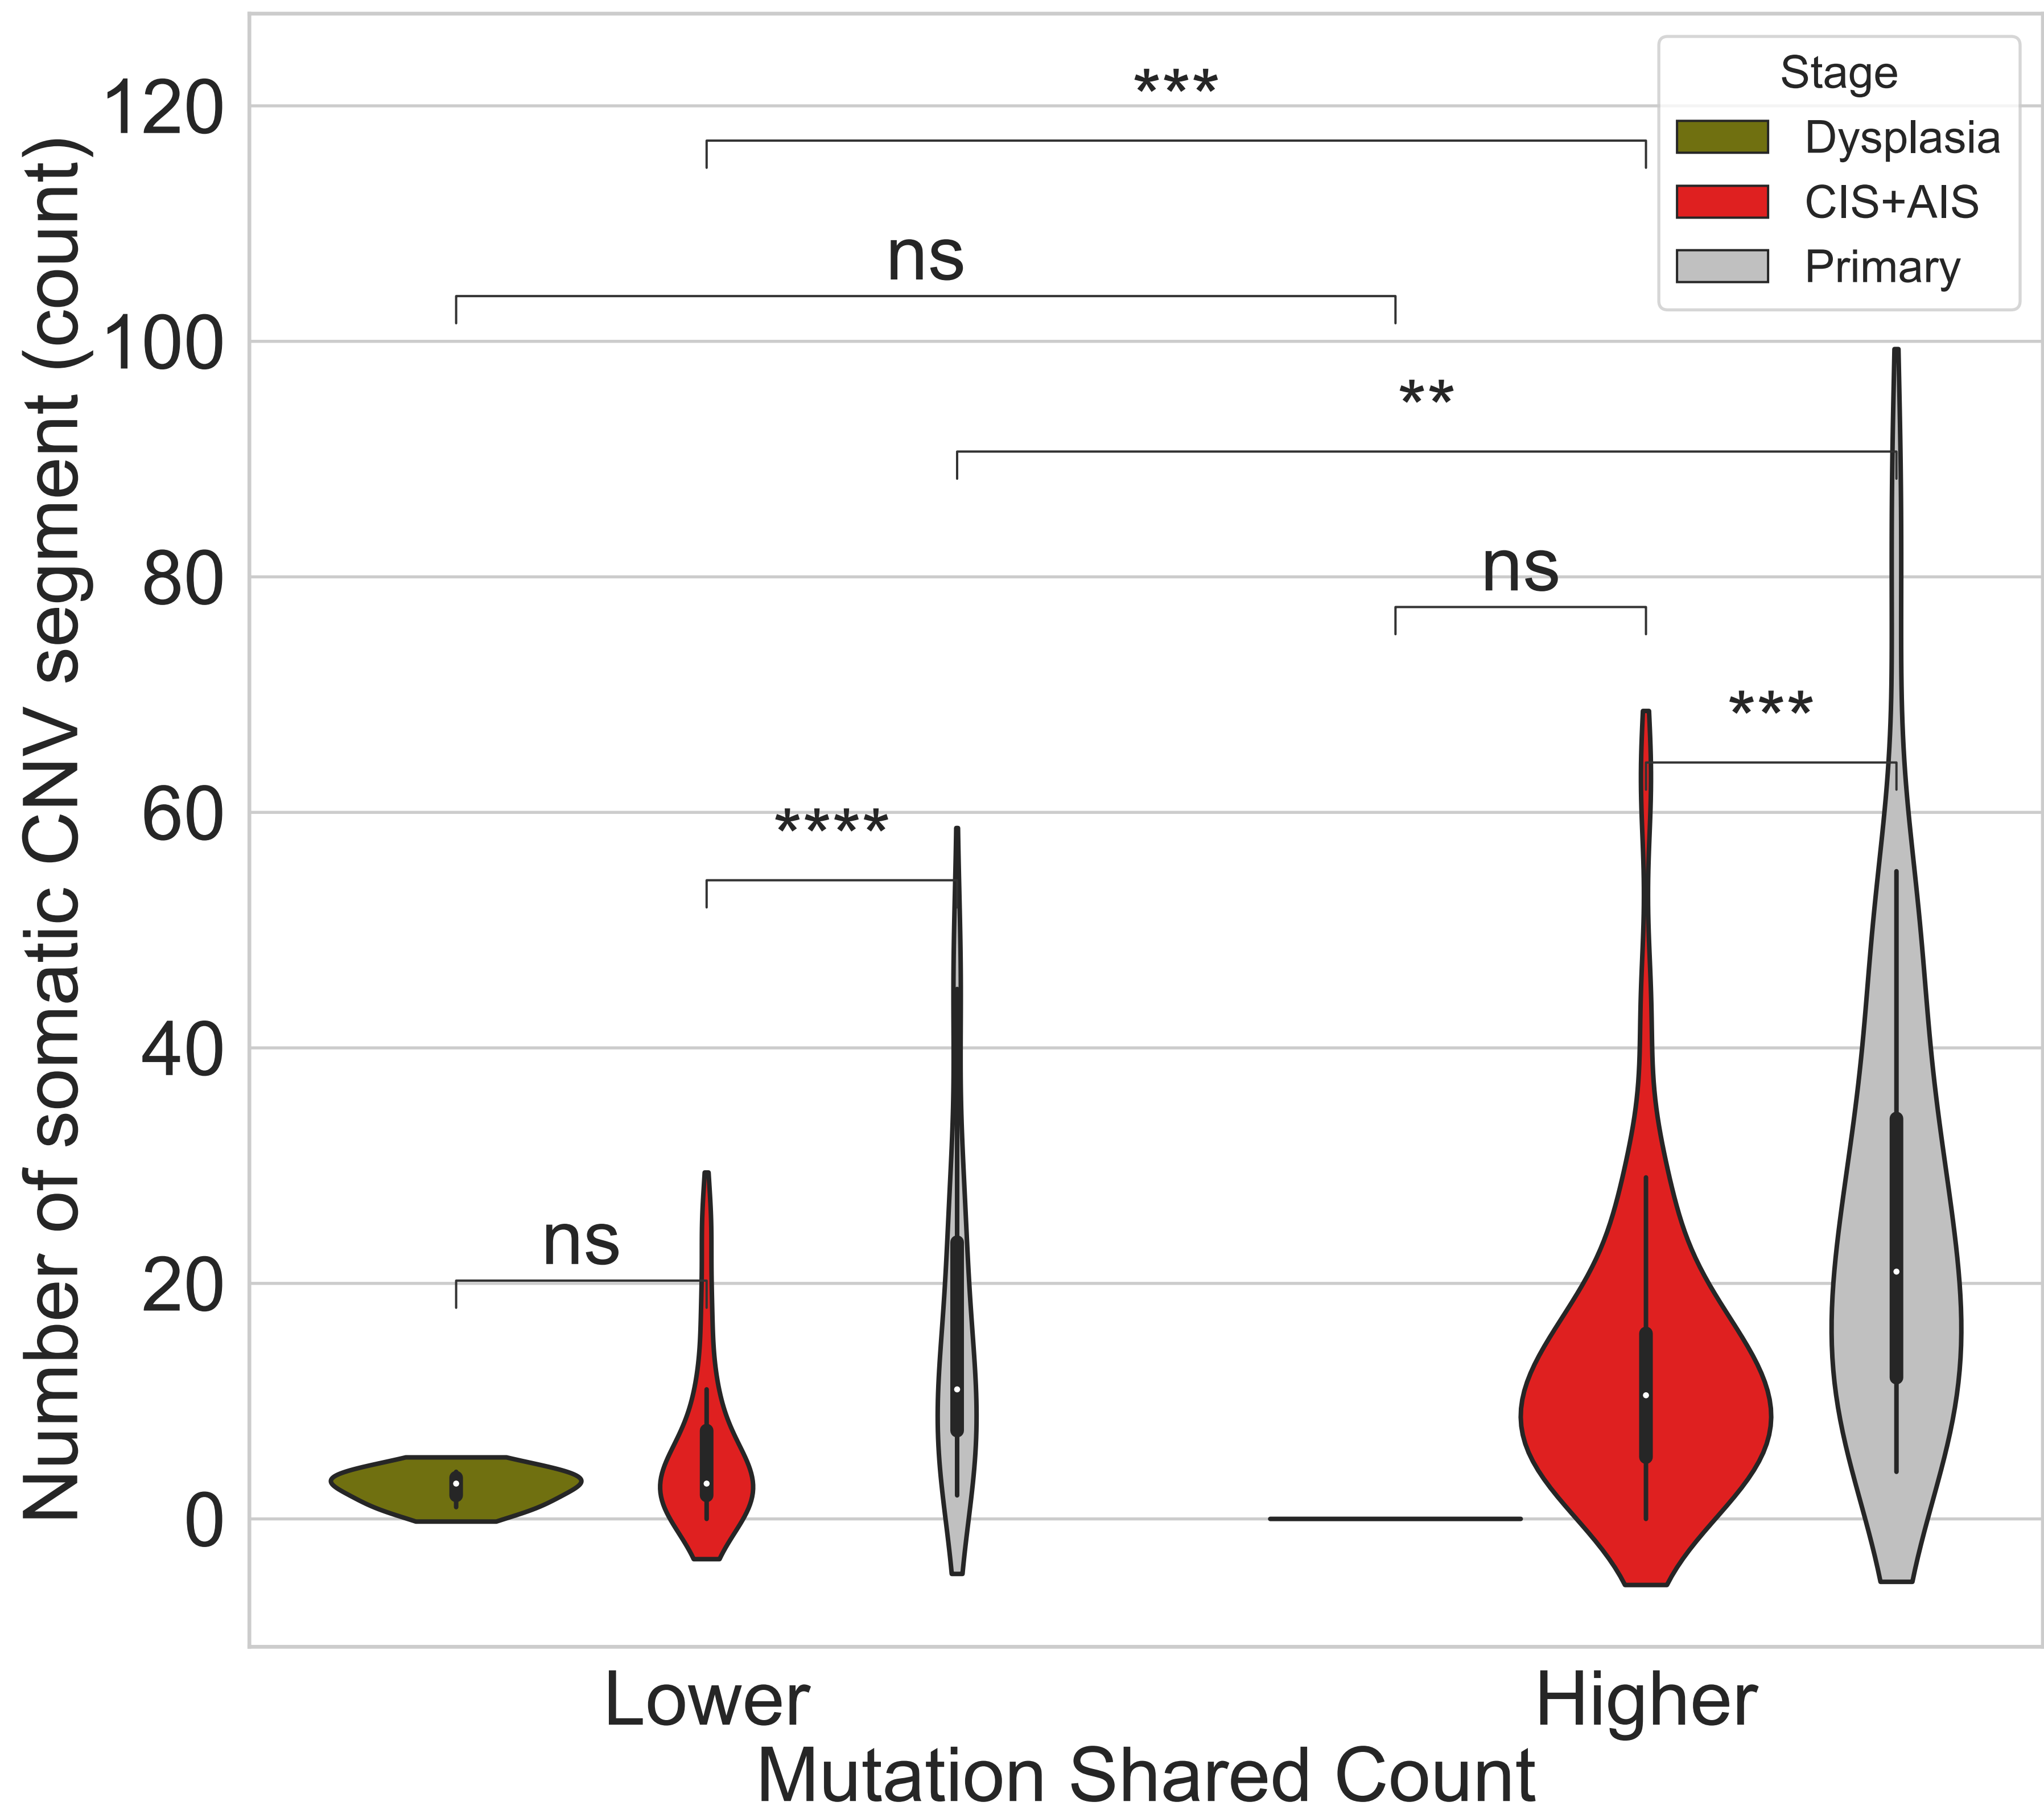 Number of somatic CNV segment (count)
120
100
80
60
40
20
0
***
ns
**
ns
***
****
ns
Stage
Dysplasia
CIS+AIS
Primary
Lower
Higher
Mutation Shared Count